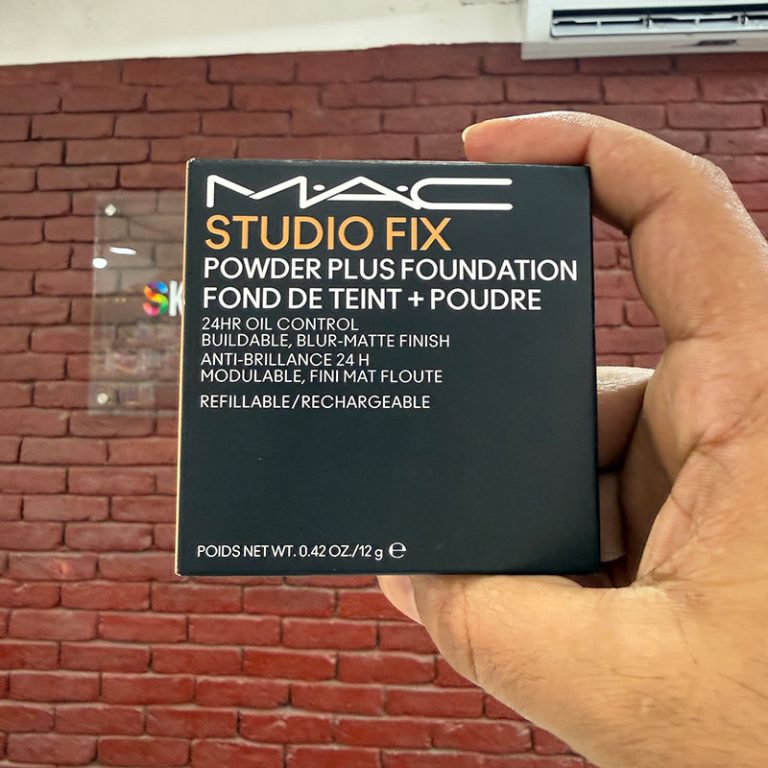 M·A·C
STUDIO FIX
POWDER PLUS FOUNDATION
FOND DE TEINT + POUDRE
24HR OIL CONTROL
BUILDABLE, BLUR-MATTE FINISH
ANTI-BRILLANCE 24 H
MODULABLE, FINI MAT FLOUTE
REFILLABLE/RECHARGEABLE
POIDS NET WT. 0.42 OZ./12 g ℮
SK